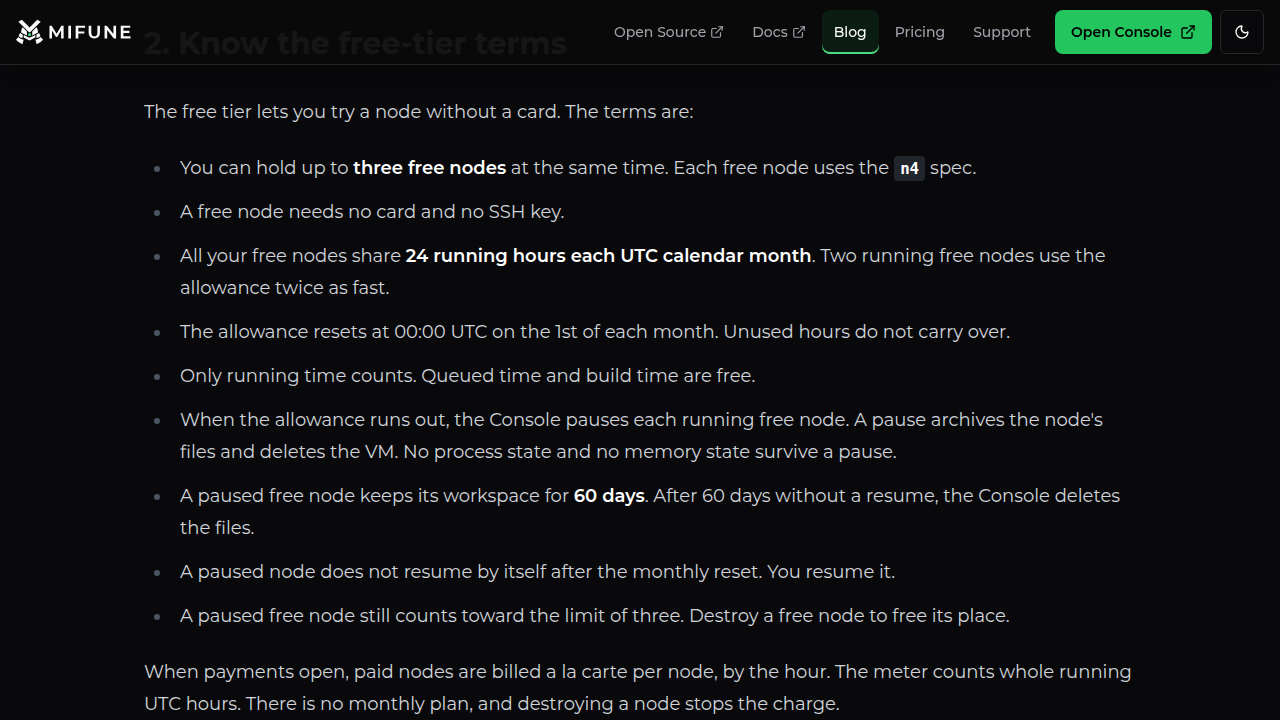 MIFUNE
Open Source
Docs
Blog
Pricing
Support
Open Console
2. Know the free-tier terms
The free tier lets you try a node without a card. The terms are:
You can hold up to three free nodes at the same time. Each free node uses the n4 spec.
A free node needs no card and no SSH key.
All your free nodes share 24 running hours each UTC calendar month. Two running free nodes use the
allowance twice as fast.
The allowance resets at 00:00 UTC on the 1st of each month. Unused hours do not carry over.
Only running time counts. Queued time and build time are free.
When the allowance runs out, the Console pauses each running free node. A pause archives the node's
files and deletes the VM. No process state and no memory state survive a pause.
A paused free node keeps its workspace for 60 days. After 60 days without a resume, the Console deletes
the files.
A paused node does not resume by itself after the monthly reset. You resume it.
A paused free node still counts toward the limit of three. Destroy a free node to free its place.
When payments open, paid nodes are billed a la carte per node, by the hour. The meter counts whole running
UTC hours. There is no monthly plan, and destroying a node stops the charge.